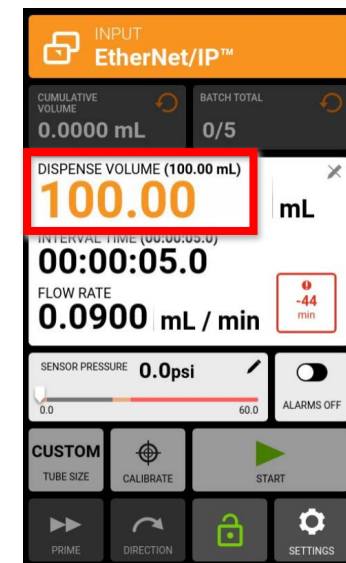 INPUT
EtherNet/IP™
CUMULATIVE VOLUME
0.0000 mL
BATCH TOTAL
0/5
DISPENSE VOLUME (100.00 mL)
100.00 mL
INTERVAL TIME (00:00:05.0)
00:00:05.0
FLOW RATE
0.0900 mL / min
-44
min
SENSOR PRESSURE 0.0psi
0.0 60.0
ALARMS OFF
CUSTOM
TUBE SIZE
CALIBRATE
START
PRIME
DIRECTION
SETTINGS